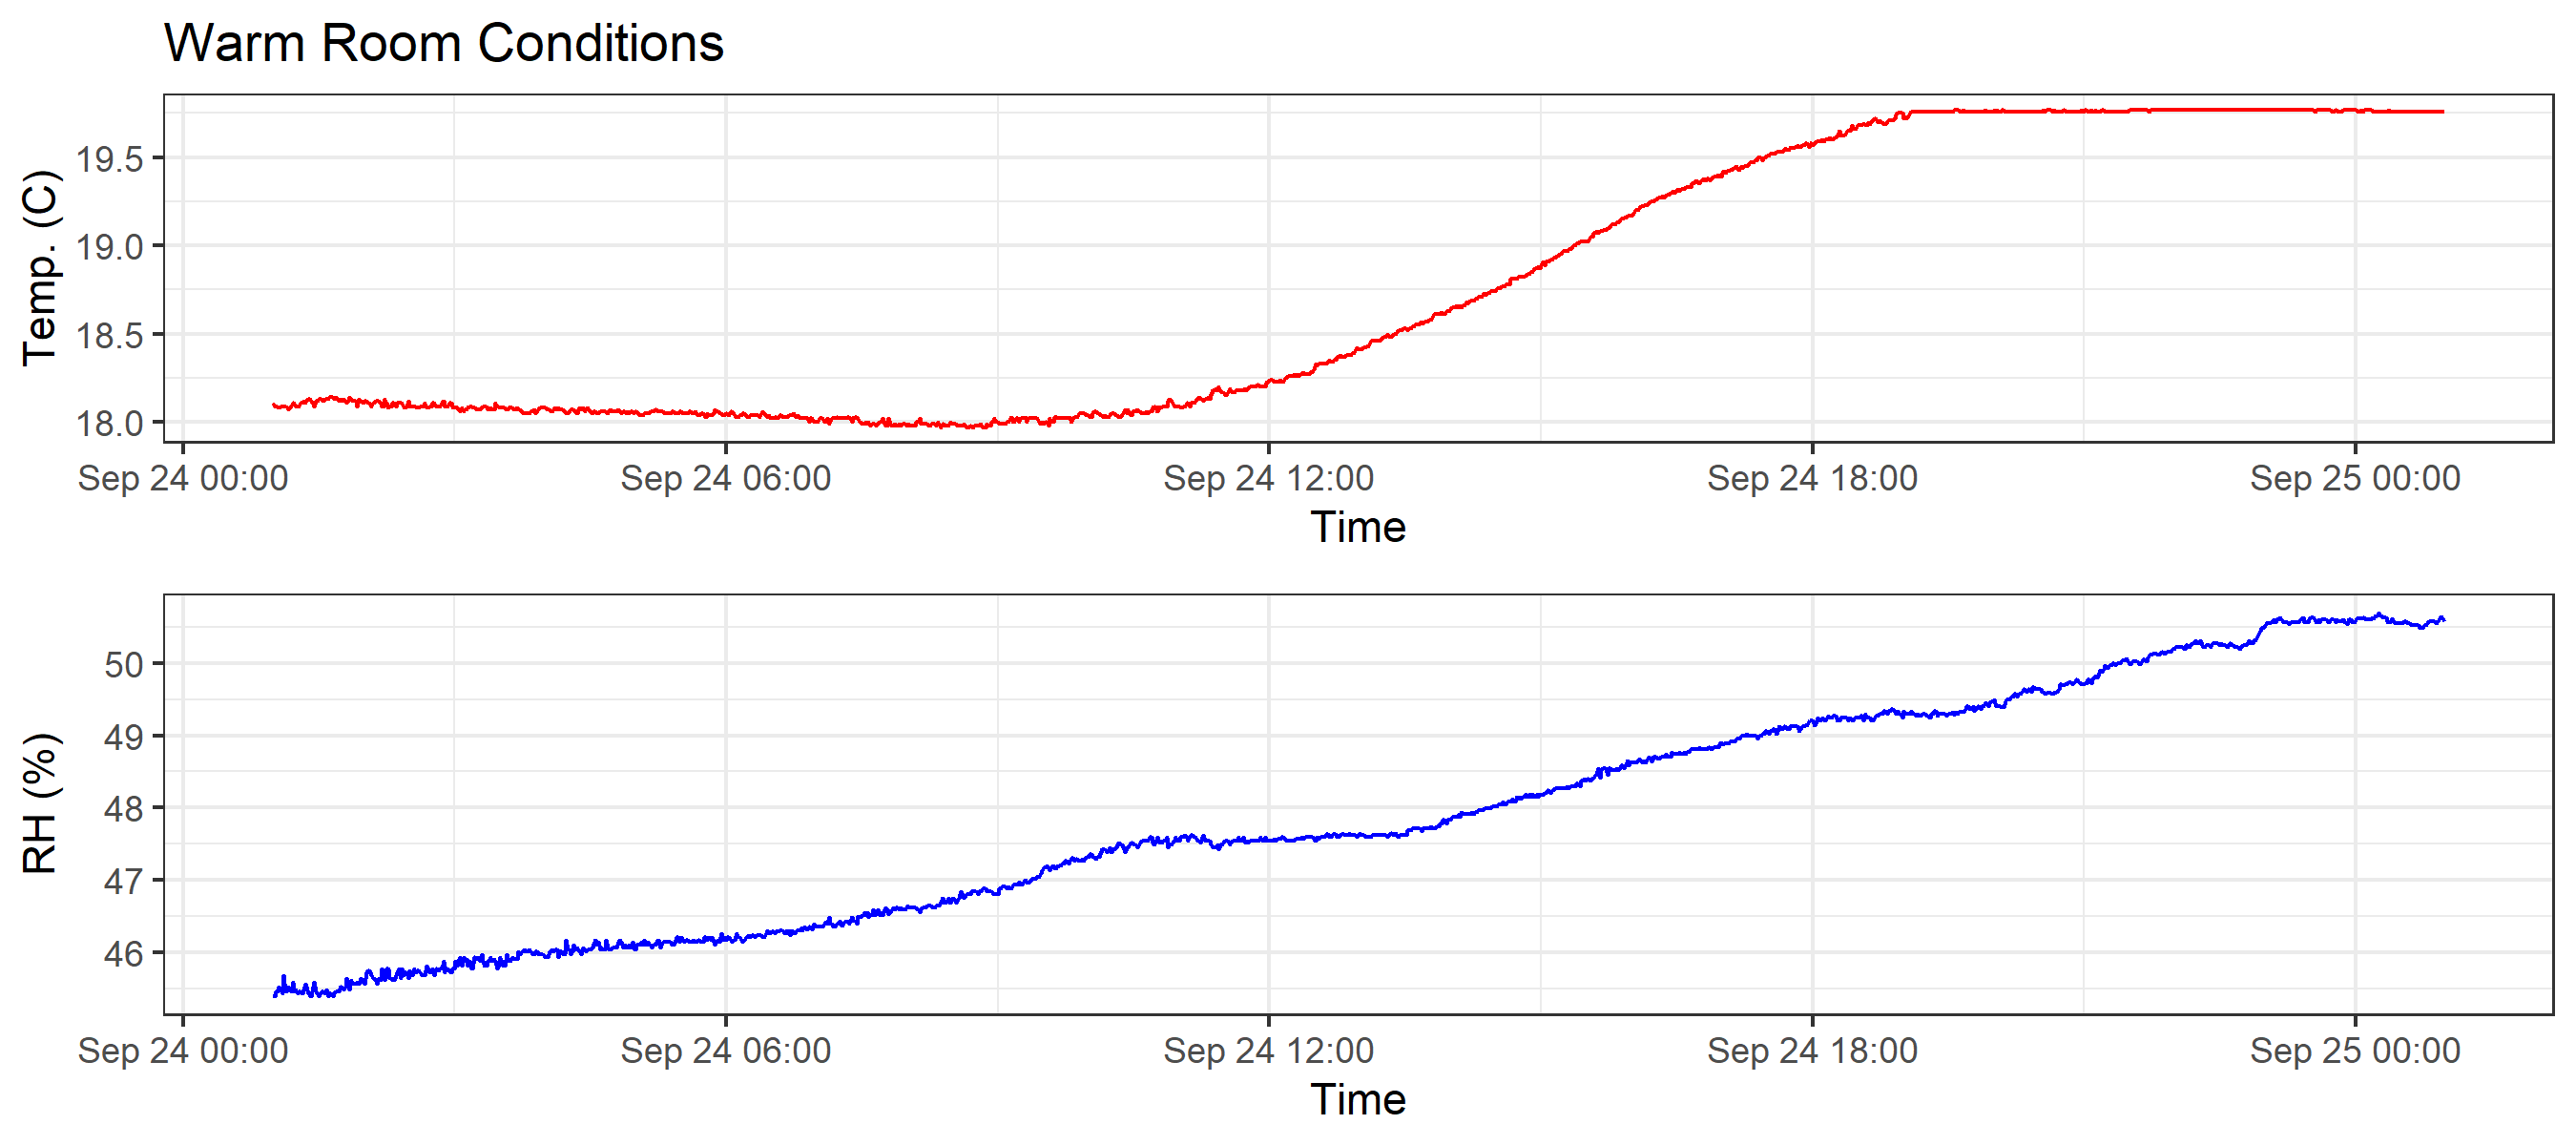 Warm Room Conditions
Temp. (C)
19.5
19.0
18.5
18.0
Sep 24 00:00 Sep 24 06:00 Sep 24 12:00 Sep 24 18:00 Sep 25 00:00
Time
RH (%)
50
49
48
47
46
Sep 24 00:00 Sep 24 06:00 Sep 24 12:00 Sep 24 18:00 Sep 25 00:00
Time